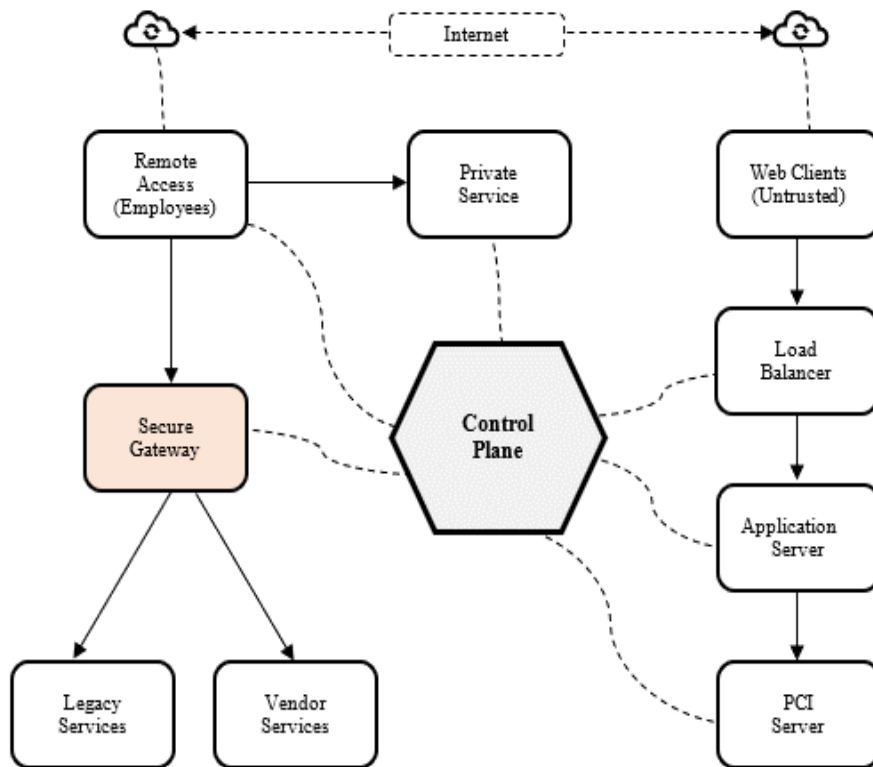 Internet
Remote
Access
(Employees)
Private
Service
Web Clients
(Untrusted)
Load
Balancer
Secure
Gateway
Control
Plane
Application
Server
Legacy
Services
Vendor
Services
PCI
Server